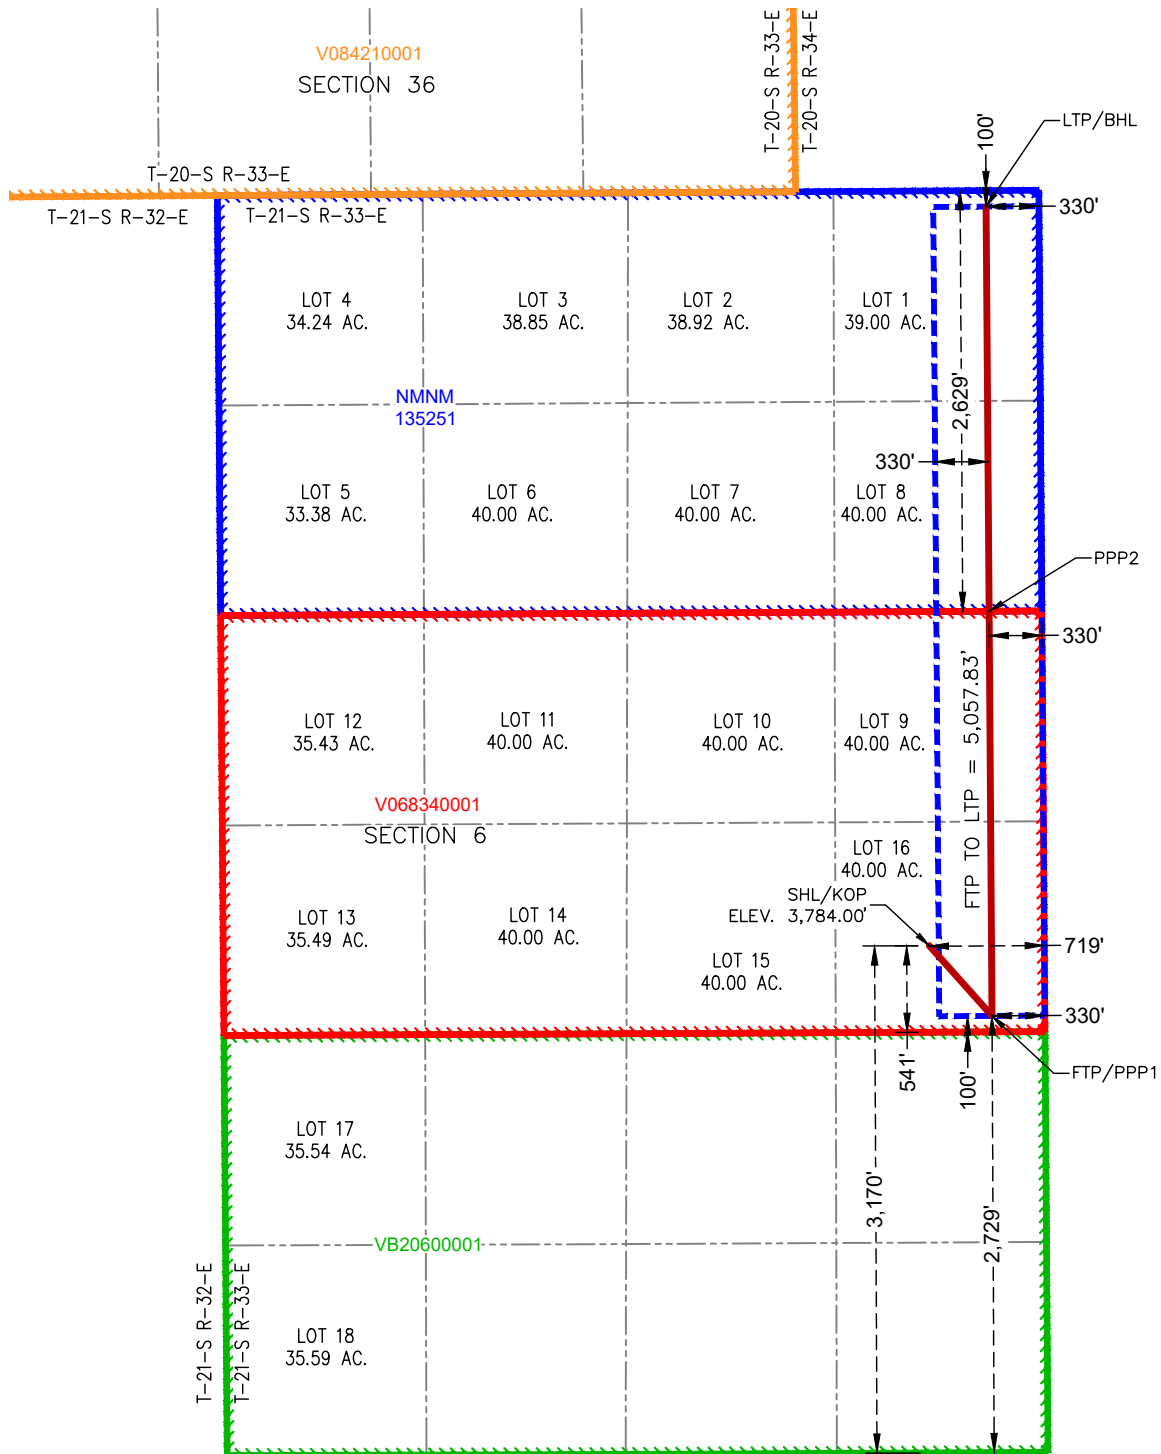 V084210001
SECTION 36
T-20-S R-33-E
T-20-S R-34-E
100'
LTP/BHL
T-20-S R-33-E
T-21-S R-32-E
T-21-S R-33-E
330'
LOT 4
34.24 AC.
LOT 3
38.85 AC.
LOT 2
38.92 AC.
LOT 1
39.00 AC.
NMNM
135251
2,629'
330'
LOT 5
33.38 AC.
LOT 6
40.00 AC.
LOT 7
40.00 AC.
LOT 8
40.00 AC.
PPP2
330'
LOT 12
35.43 AC.
LOT 11
40.00 AC.
LOT 10
40.00 AC.
LOT 9
40.00 AC.
FTP TO LTP = 5,057.83'
V068340001
SECTION 6
LOT 16
40.00 AC.
SHL/KOP
ELEV. 3,784.00'
LOT 13
35.49 AC.
LOT 14
40.00 AC.
LOT 15
40.00 AC.
719'
330'
541'
100'
FTP/PPP1
LOT 17
35.54 AC.
3,170'
2,729'
VB20600001
T-21-S R-32-E
T-21-S R-33-E
LOT 18
35.59 AC.